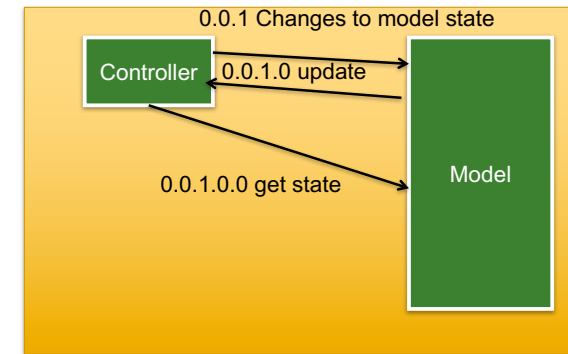 0.0.1 Changes to model state
Controller
0.0.1.0 update
Model
0.0.1.0.0 get state